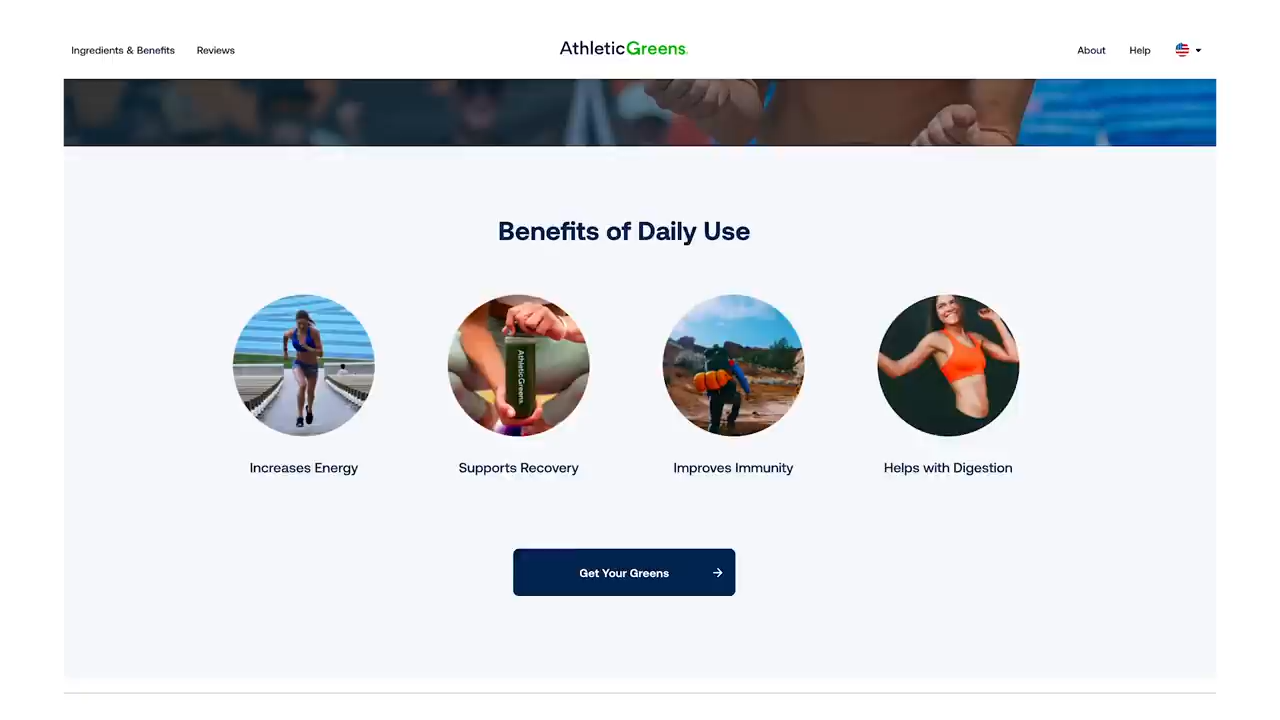 Ingredients & Benefits
Reviews
AthleticGreens.
About
Help
Benefits of Daily Use
AthleticGreens.
Increases Energy
Supports Recovery
Improves Immunity
Helps with Digestion
Get Your Greens